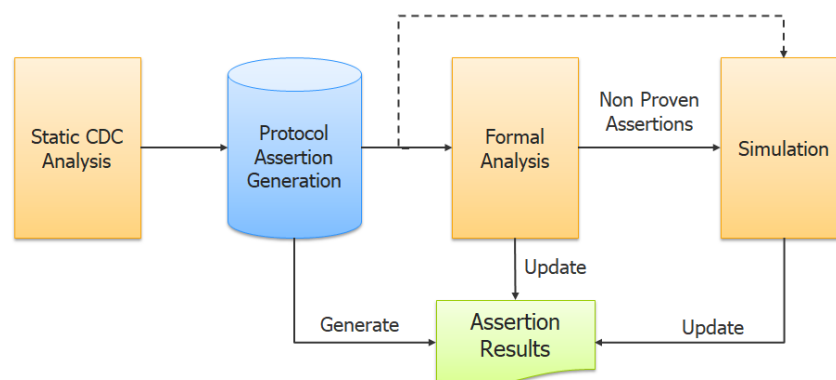 Static CDC
Analysis
Protocol
Assertion
Generation
Formal
Analysis
Non Proven
Assertions
Simulation
Update
Generate
Assertion
Results
Update